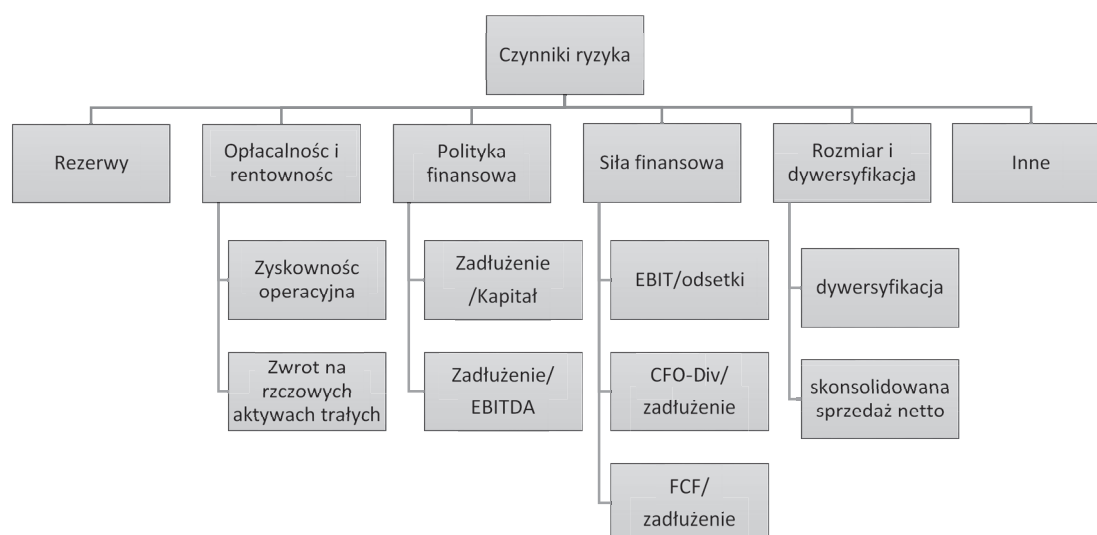 Czynniki ryzyka
Rezerwy
Opłacalnośc i
rentownośc
Polityka
finansowa
Siła finansowa
Rozmiar i
dywersyfikacja
Inne
Zyskownośc
operacyjna
Zadłużenie
/Kapitał
EBIT/odsetki
dywersyfikacja
Zwrot na
rzczowych
aktywach trałych
Zadłużenie/
EBITDA
CFO-Div/
zadłużenie
skonsolidowana
sprzedaż netto
FCF/
zadłużenie